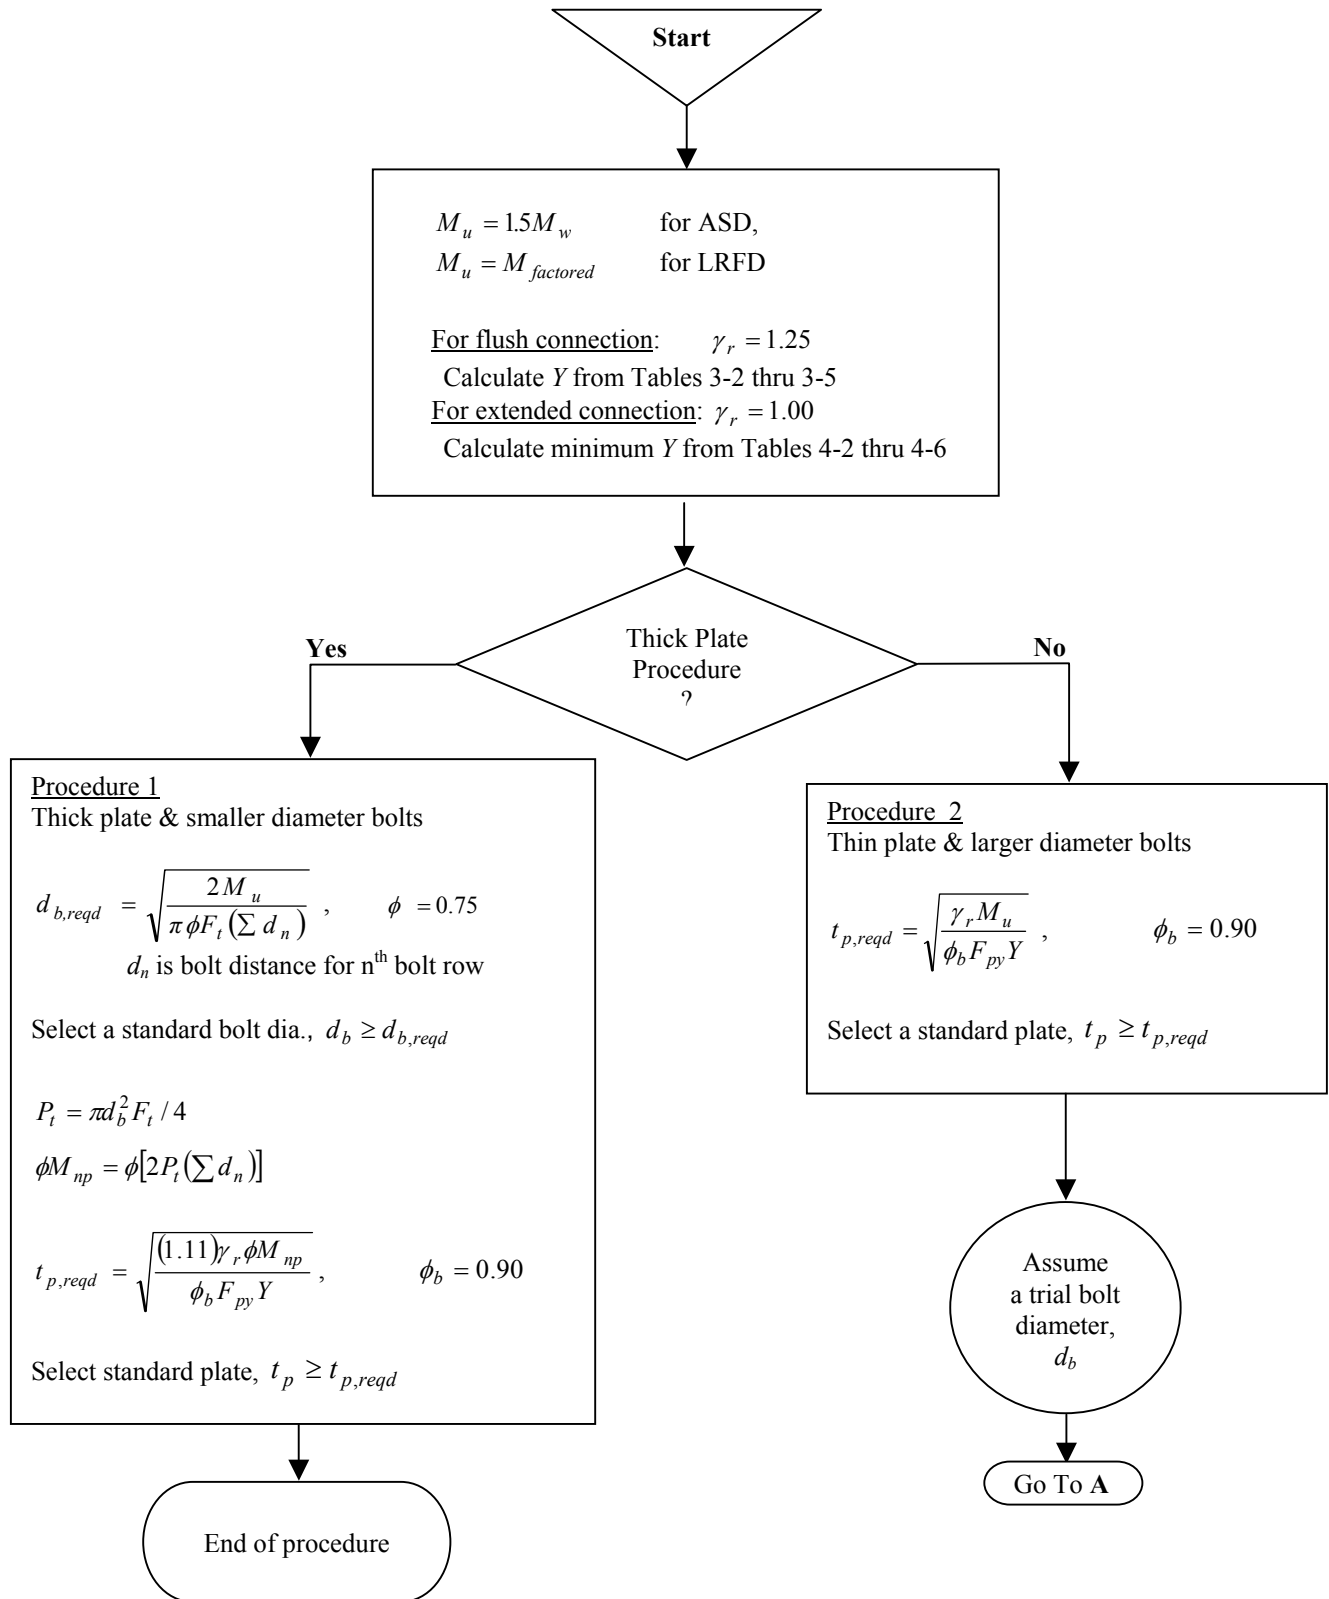 Start
M_u = 1.5M_w for ASD,
M_u = M_factored for LRFD
For flush connection: γ_r = 1.25
Calculate Y from Tables 3-2 thru 3-5
For extended connection: γ_r = 1.00
Calculate minimum Y from Tables 4-2 thru 4-6
Thick Plate
Procedure
?
Yes
No
Procedure 1
Thick plate & smaller diameter bolts
d_b,reqd = √(2M_u / πϕF_t(∑ d_n)) , ϕ = 0.75
d_n is bolt distance for n^th bolt row
Select a standard bolt dia., d_b ≥ d_b,reqd
P_t = πd_b^2 F_t / 4
ϕM_np = ϕ[2P_t(∑ d_n)]
t_p,reqd = √((1.11)γ_r ϕM_np / ϕ_b F_py Y) , ϕ_b = 0.90
Select standard plate, t_p ≥ t_p,reqd
End of procedure
Procedure 2
Thin plate & larger diameter bolts
t_p,reqd = √(γ_r M_u / ϕ_b F_py Y) , ϕ_b = 0.90
Select a standard plate, t_p ≥ t_p,reqd
Assume
a trial bolt
diameter,
d_b
Go To A